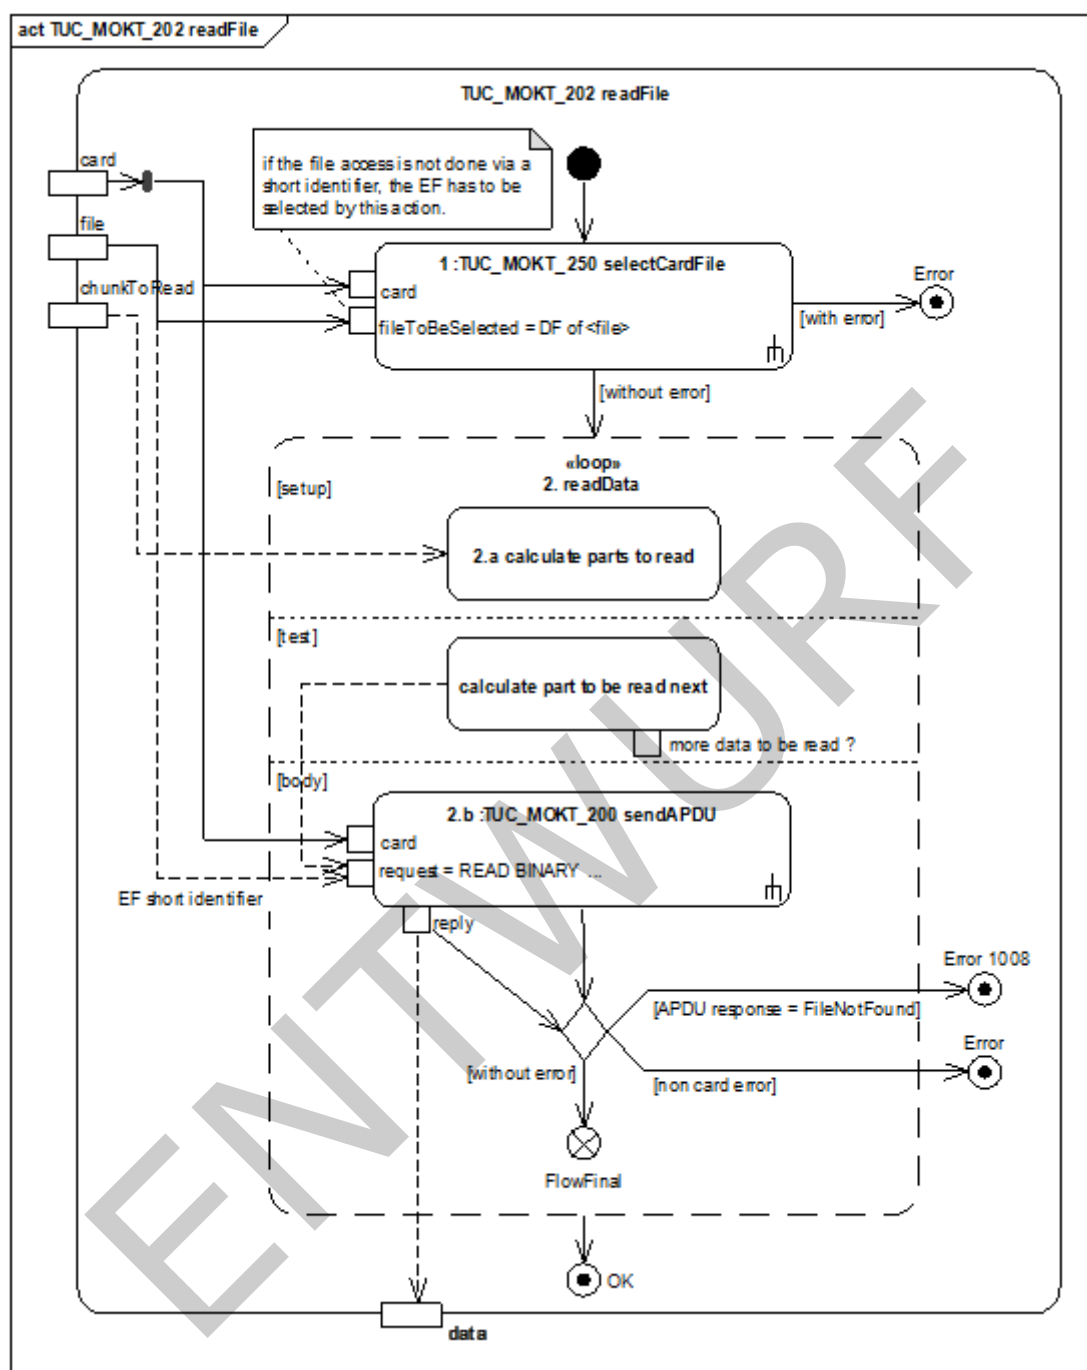 act TUC_MOKT_202 readFile
TUC_MOKT_202 readFile
card
if the file access is not done via a
short identifier, the EF has to be
selected by this action.
file
1 :TUC_MOKT_250 selectCardFile
Error
chunkToRead
card
[with error]
fileToBeSelected = DF of <file>
[without error]
«loop»
2. readData
[setup]
2.a calculate parts to read
[test]
calculate part to be read next
more data to be read ?
[body]
2.b :TUC_MOKT_200 sendAPDU
card
request = READ BINARY ...
EF short identifier
reply
Error 1008
[APDU response = FileNotFound]
Error
[without error]
[non card error]
FlowFinal
OK
data
ENTWURF